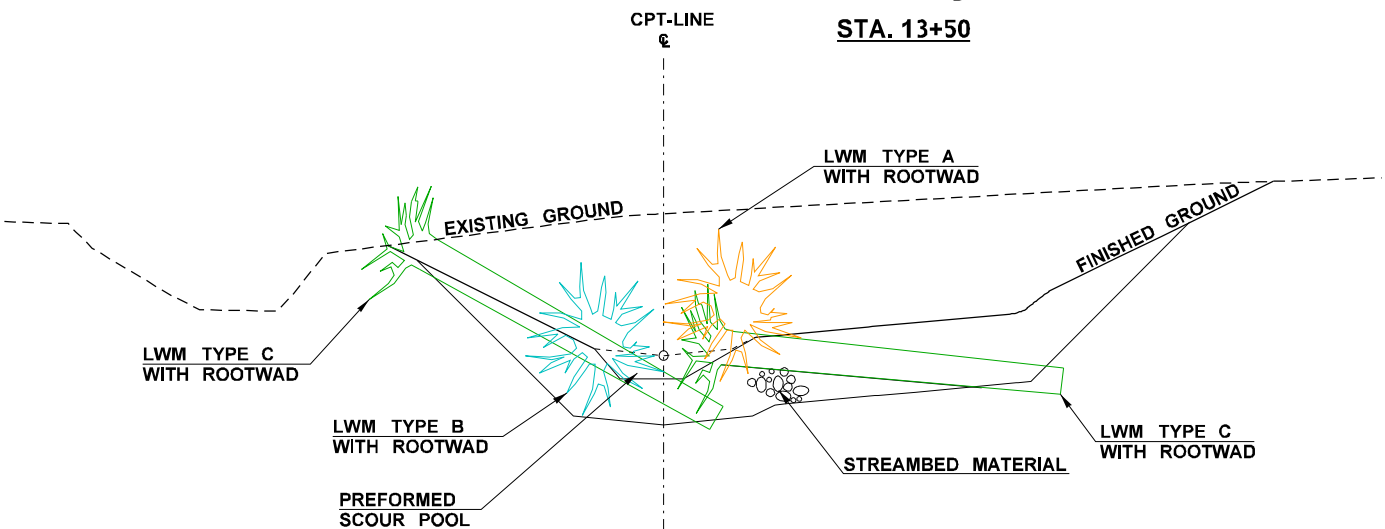 CPT-LINE
STA. 13+50
LWM TYPE A
WITH ROOTWAD
EXISTING GROUND
FINISHED GROUND
LWM TYPE C
WITH ROOTWAD
LWM TYPE B
WITH ROOTWAD
LWM TYPE C
WITH ROOTWAD
STREAMBED MATERIAL
PREFORMED
SCOUR POOL